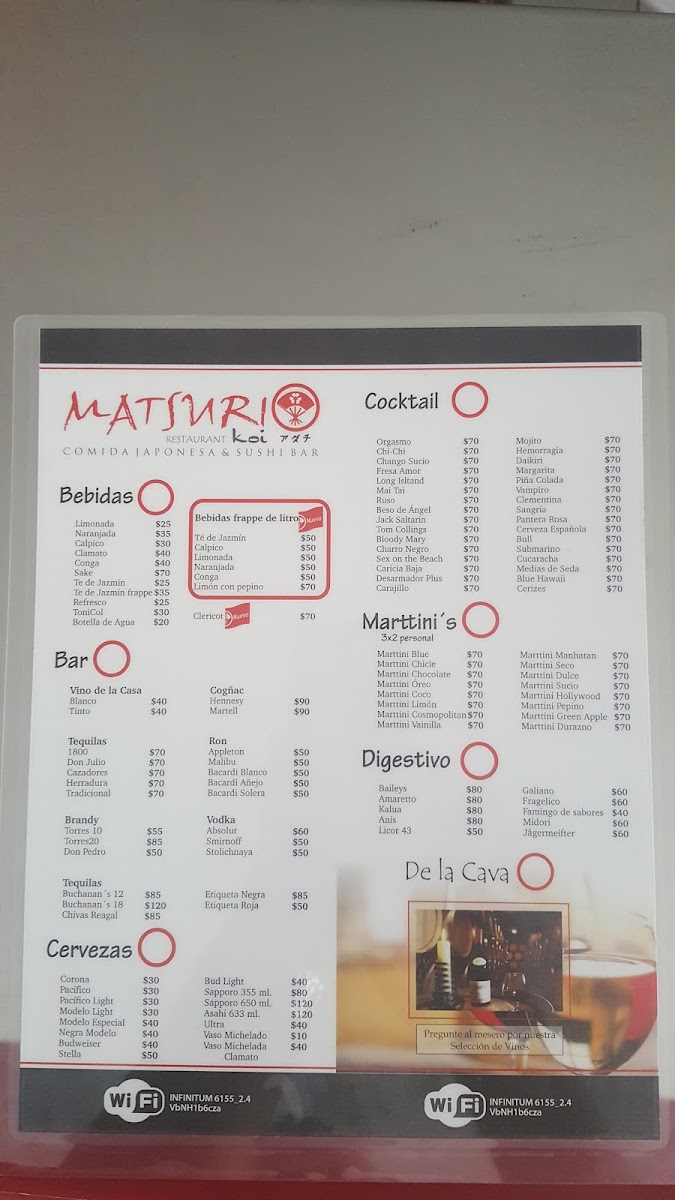 MATSURI
RESTAURANT Koi アダチ
COMIDA JAPONESA & SUSHI BAR
Bebidas
Limonada $25
Naranjada $35
Calpico $30
Clamato $40
Conga $40
Sake $70
Te de Jazmín $25
Te de Jazmín frappe $35
Refresco $25
ToniCol $30
Botella de Agua $20
Bebidas frappe de litro Nuevo
Té de Jazmín $50
Calpico $50
Limonada $50
Naranjada $50
Conga $50
Limón con pepino $70
Clericot Nuevo $70
Bar
Vino de la Casa
Blanco $40
Tinto $40
Cogñac
Hennesy $90
Martell $90
Tequilas
1800 $70
Don Julio $70
Cazadores $70
Herradura $70
Tradicional $70
Ron
Appleton $50
Malibu $50
Bacardi Blanco $50
Bacardi Añejo $50
Bacardi Solera $50
Brandy
Torres 10 $55
Torres20 $85
Don Pedro $50
Vodka
Absolut $60
Smirnoff $50
Stolichnaya $50
Tequilas
Buchanan´s 12 $85
Buchanan´s 18 $120
Chivas Reagal $85
Etiqueta Negra $85
Etiqueta Roja $50
Cervezas
Corona $30
Pacífico $30
Pacífico Light $30
Modelo Light $30
Modelo Especial $40
Negra Modelo $40
Budweiser $40
Stella $50
Bud Light $40
Sapporo 355 ml. $80
Sapporo 650 ml. $120
Asahi 633 ml. $120
Ultra $40
Vaso Michelado $10
Vaso Michelada $40
Clamato
Cocktail
Orgasmo $70
Chi-Chi $70
Chango Sucio $70
Fresa Amor $70
Long Isltand $70
Mai Tai $70
Ruso $70
Beso de Ángel $70
Jack Saltarin $70
Tom Collings $70
Bloody Mary $70
Charro Negro $70
Sex on the Beach $70
Caricia Baja $70
Desarmador Plus $70
Carajillo $70
Mojito $70
Hemorragia $70
Daikiri $70
Margarita $70
Piña Colada $70
Vampiro $70
Clementina $70
Sangría $70
Pantera Rosa $70
Cerveza Española $70
Bull $70
Submarino $70
Cucaracha $70
Medias de Seda $70
Blue Hawaii $70
Cerizes $70
Marttini´s
3x2 personal
Marttini Blue $70
Marttini Chicle $70
Marttini Chocolate $70
Marttini Óreo $70
Marttini Coco $70
Marttini Limón $70
Marttini Cosmopolitan $70
Marttini Vainilla $70
Marttini Manhatan $70
Marttini Seco $70
Marttini Dulce $70
Marttini Sucio $70
Marttini Hollywood $70
Marttini Pepino $70
Marttini Green Apple $70
Marttini Durazno $70
Digestivo
Baileys $80
Amaretto $80
Kalua $80
Anis $80
Licor 43 $50
Galiano $60
Fragelico $60
Famingo de sabores $40
Midori $60
Jägermeifter $60
De la Cava
Pregunte al mesero por nuestra
Selección de Vinos
WiFi INFINITUM 6155_2.4
VbNH1b6cza
WiFi INFINITUM 6155_2.4
VbNH1b6cza